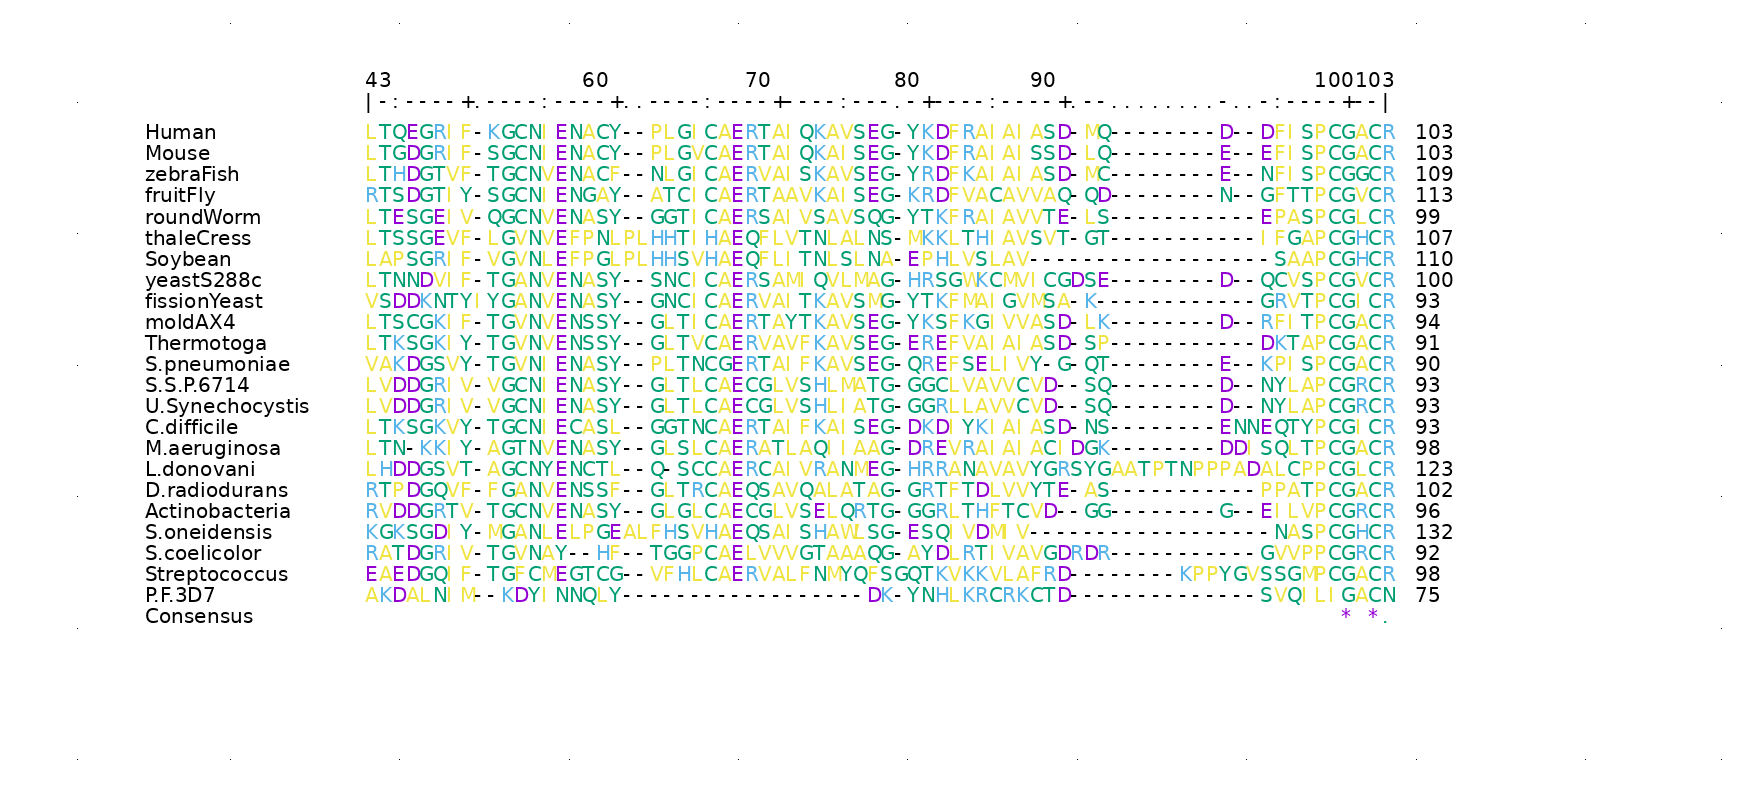 43 60 70 80 90 100103
|-:----+.----:----+..----:----+----:---.-+----:----+.--........-..-:----+--|
Human LTQEGRIF-KGCNIENACY--PLGICAERTAIQKAVSEG-YKDFRAIAIASD-MQ--------D--DFISPCGACR 103
Mouse LTGDGRIF-SGCNIENACY--PLGVCAERTAIQKAISEG-YKDFRAIAISSD-LQ--------E--EFISPCGACR 103
zebraFish LTHDGTVF-TGCNVENACF--NLGICAERVAISKAVSEG-YRDFKAIAIASD-MC--------E--NFISPCGGCR 109
fruitFly RTSDGTIY-SGCNIENGAY--ATCICAERTAAVKAISEG-KRDFVACAVVAQ-QD--------N--GFTTPCGVCR 113
roundWorm LTESGEIV-QGCNVENASY--GGTICAERSAIVSAVSQG-YTKFRAIAVVTE-LS-----------EPASPCGLCR 99
thaleCress LTSSGEVF-LGVNVEFPNLPLHHTIHAEQFLVTNLALNS-MKKLTHIAVSVT-GT-----------IFGAPCGHCR 107
Soybean LAPSGRIF-VGVNLEFPGLPLHHSVHAEQFLITNLSLNA-EPHLVSLAV------------------SAAPCGHCR 110
yeastS288c LTNNDVIF-TGANVENASY--SNCICAERSAMIQVLMAG-HRSGWKCMVICGDSE--------D--QCVSPCGVCR 100
fissionYeast VSDDKNTYIYGANVENASY--GNCICAERVAITKAVSMG-YTKFMAIGVMSA-K------------GRVTPCGICR 93
moldAX4 LTSCGKIF-TGVNVENSSY--GLTICAERTAYTKAVSEG-YKSFKGIVVASD-LK--------D--RFITPCGACR 94
Thermotoga LTKSGKIY-TGVNVENSSY--GLTVCAERVAVFKAVSEG-EREFVAIAIASD-SP-----------DKTAPCGACR 91
S.pneumoniae VAKDGSVY-TGVNIENASY--PLTNCGERTAIFKAVSEG-QREFSELIVY-G-QT--------E--KPISPCGACR 90
S.S.P.6714 LVDDGRIV-VGCNIENASY--GLTLCAECGLVSHLMATG-GGCLVAVVCVD--SQ--------D--NYLAPCGRCR 93
U.Synechocystis LVDDGRIV-VGCNIENASY--GLTLCAECGLVSHLIATG-GGRLLAVVCVD--SQ--------D--NYLAPCGRCR 93
C.difficile LTKSGKVY-TGCNIECASL--GGTNCAERTAIFKAISEG-DKDIYKIAIASD-NS--------ENNEQTYPCGICR 93
M.aeruginosa LTN-KKIY-AGTNVENASY--GLSLCAERATLAQIIAAG-DREVRAIAIACIDGK--------DDISQLTPCGACR 98
L.donovani LHDDGSVT-AGCNYENCTL--Q-SCCAERCAIVRANMEG-HRRANAVAVYGRSYGAATPTNPPPADALCPPCGLCR 123
D.radiodurans RTPDGQVF-FGANVENSSF--GLTRCAEQSAVQALATAG-GRTFTDLVVYTE-AS-----------PPATPCGACR 102
Actinobacteria RVDDGRTV-TGCNVENASY--GLGLCAECGLVSELQRTG-GGRLTHFTCVD--GG--------G--EILVPCGRCR 96
S.oneidensis KGKSGDIY-MGANLELPGEALFHSVHAEQSAISHAWLSG-ESQIVDMIV------------------NASPCGHCR 132
S.coelicolor RATDGRIV-TGVNAY--HF--TGGPCAELVVVGTAAAQG-AYDLRTIVAVGDRDR-----------GVVPPCGRCR 92
Streptococcus EAEDGQIF-TGFCMEGTCG--VFHLCAERVALFNMYQFSGQTKVKKVLAFRD--------KPPYGVSSGMPCGACR 98
P.F.3D7 AKDALNIM--KDYINNQLY------------------DK-YNHLKRCRKCTD--------------SVQILIGACN 75
Consensus * *.